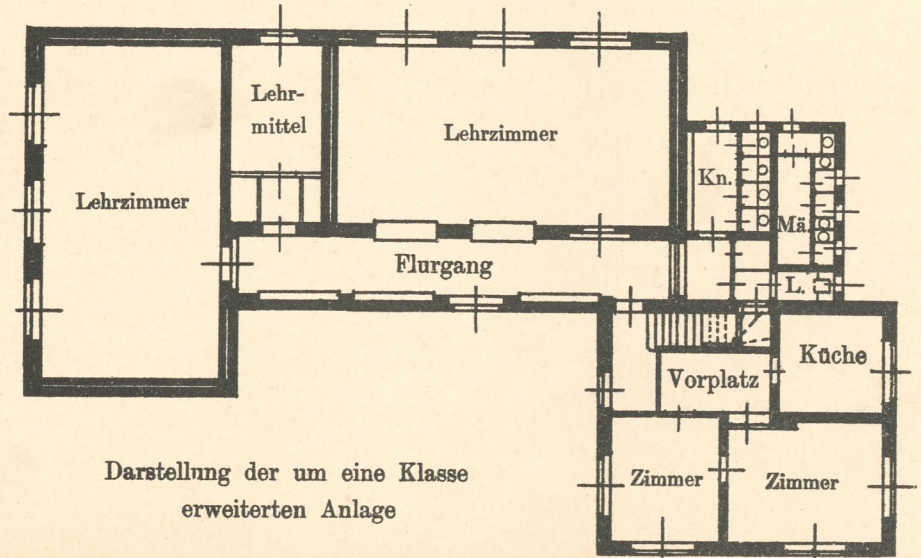 Lehr-
mittel
Lehrzimmer
Lehrzimmer
Kn.
Mä.
Flurgang
L.
Küche
Vorplatz
Zimmer
Zimmer
Darstellung der um eine Klasse
erweiterten Anlage